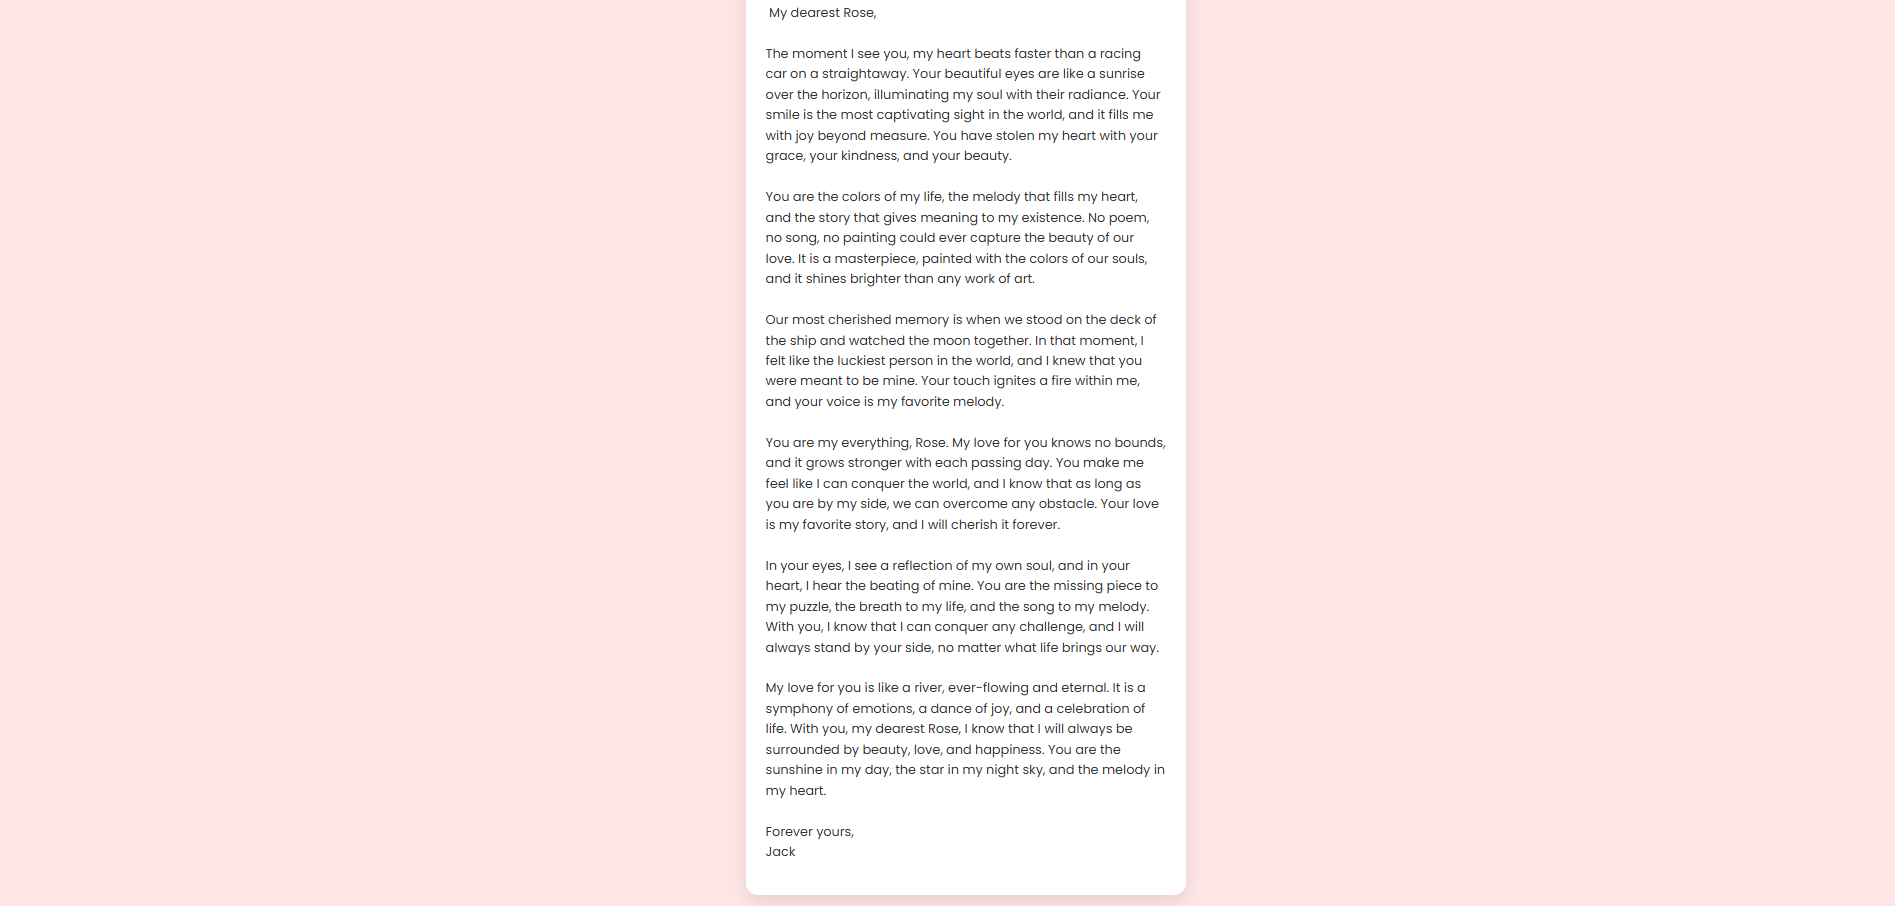 My dearest Rose,
The moment I see you, my heart beats faster than a racing
car on a straightaway. Your beautiful eyes are like a sunrise
over the horizon, illuminating my soul with their radiance. Your
smile is the most captivating sight in the world, and it fills me
with joy beyond measure. You have stolen my heart with your
grace, your kindness, and your beauty.
You are the colors of my life, the melody that fills my heart,
and the story that gives meaning to my existence. No poem,
no song, no painting could ever capture the beauty of our
love. It is a masterpiece, painted with the colors of our souls,
and it shines brighter than any work of art.
Our most cherished memory is when we stood on the deck of
the ship and watched the moon together. In that moment, I
felt like the luckiest person in the world, and I knew that you
were meant to be mine. Your touch ignites a fire within me,
and your voice is my favorite melody.
You are my everything, Rose. My love for you knows no bounds,
and it grows stronger with each passing day. You make me
feel like I can conquer the world, and I know that as long as
you are by my side, we can overcome any obstacle. Your love
is my favorite story, and I will cherish it forever.
In your eyes, I see a reflection of my own soul, and in your
heart, I hear the beating of mine. You are the missing piece to
my puzzle, the breath to my life, and the song to my melody.
With you, I know that I can conquer any challenge, and I will
always stand by your side, no matter what life brings our way.
My love for you is like a river, ever-flowing and eternal. It is a
symphony of emotions, a dance of joy, and a celebration of
life. With you, my dearest Rose, I know that I will always be
surrounded by beauty, love, and happiness. You are the
sunshine in my day, the star in my night sky, and the melody in
my heart.
Forever yours,
Jack